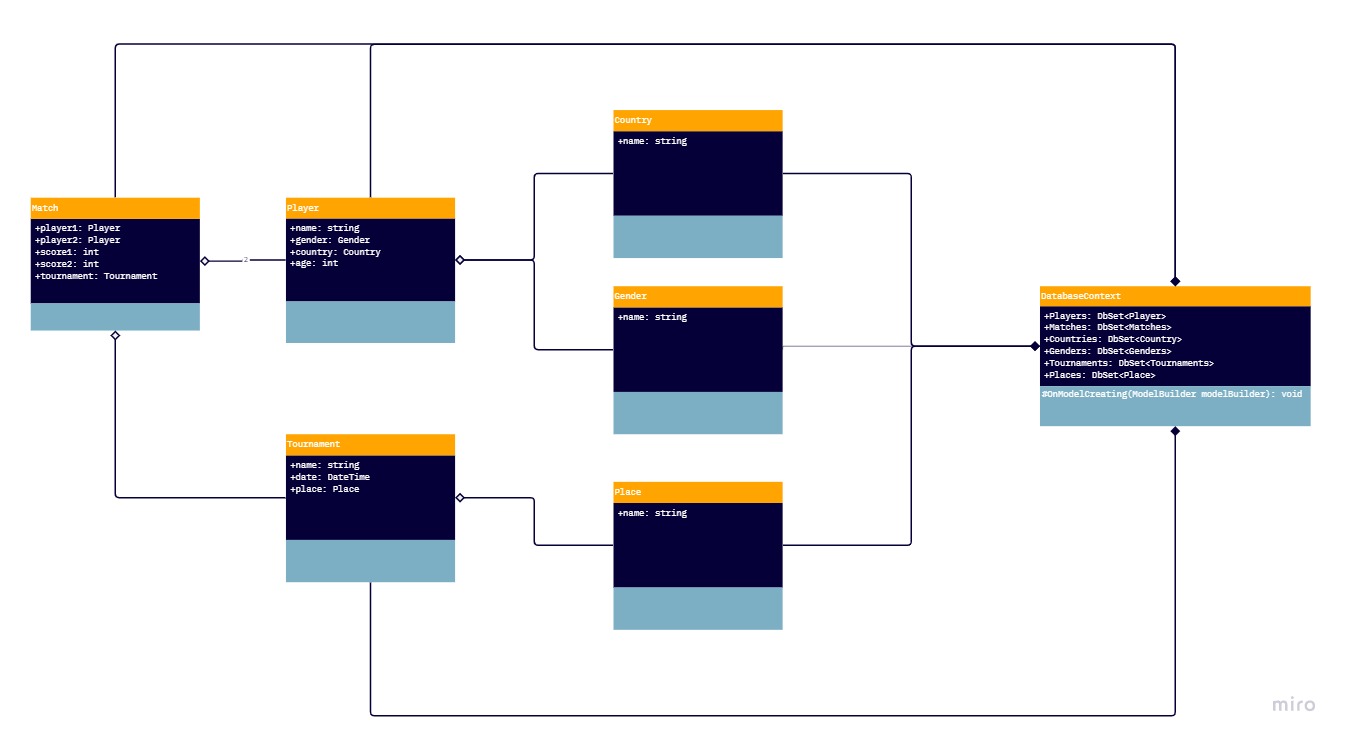 Country
+name: string
Match
+player1: Player
+player2: Player
+score1: int
+score2: int
+tournament: Tournament
2
Player
+name: string
+gender: Gender
+country: Country
+age: int
Gender
+name: string
DatabaseContext
+Players: DbSet<Player>
+Matches: DbSet<Matches>
+Countries: DbSet<Country>
+Genders: DbSet<Genders>
+Tournaments: DbSet<Tournaments>
+Places: DbSet<Place>
#OnModelCreating(ModelBuilder modelBuilder): void
Tournament
+name: string
+date: DateTime
+place: Place
Place
+name: string
miro